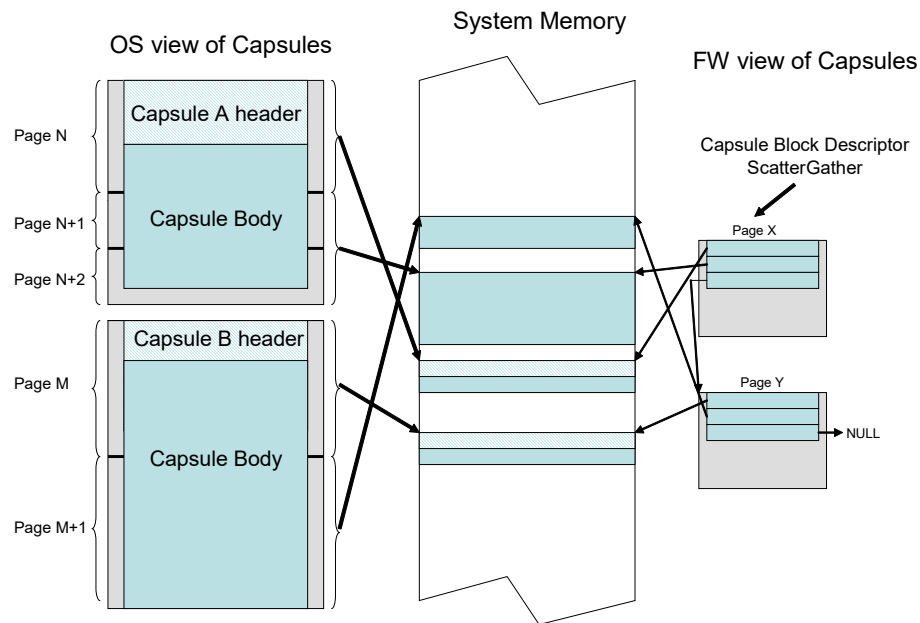 System Memory
OS view of Capsules
FW view of Capsules
Capsule A header
Page N
Capsule Block Descriptor
ScatterGather
Capsule Body
Page N+1
Page X
Page N+2
Capsule B header
Page M
Page Y
NULL
Capsule Body
Page M+1